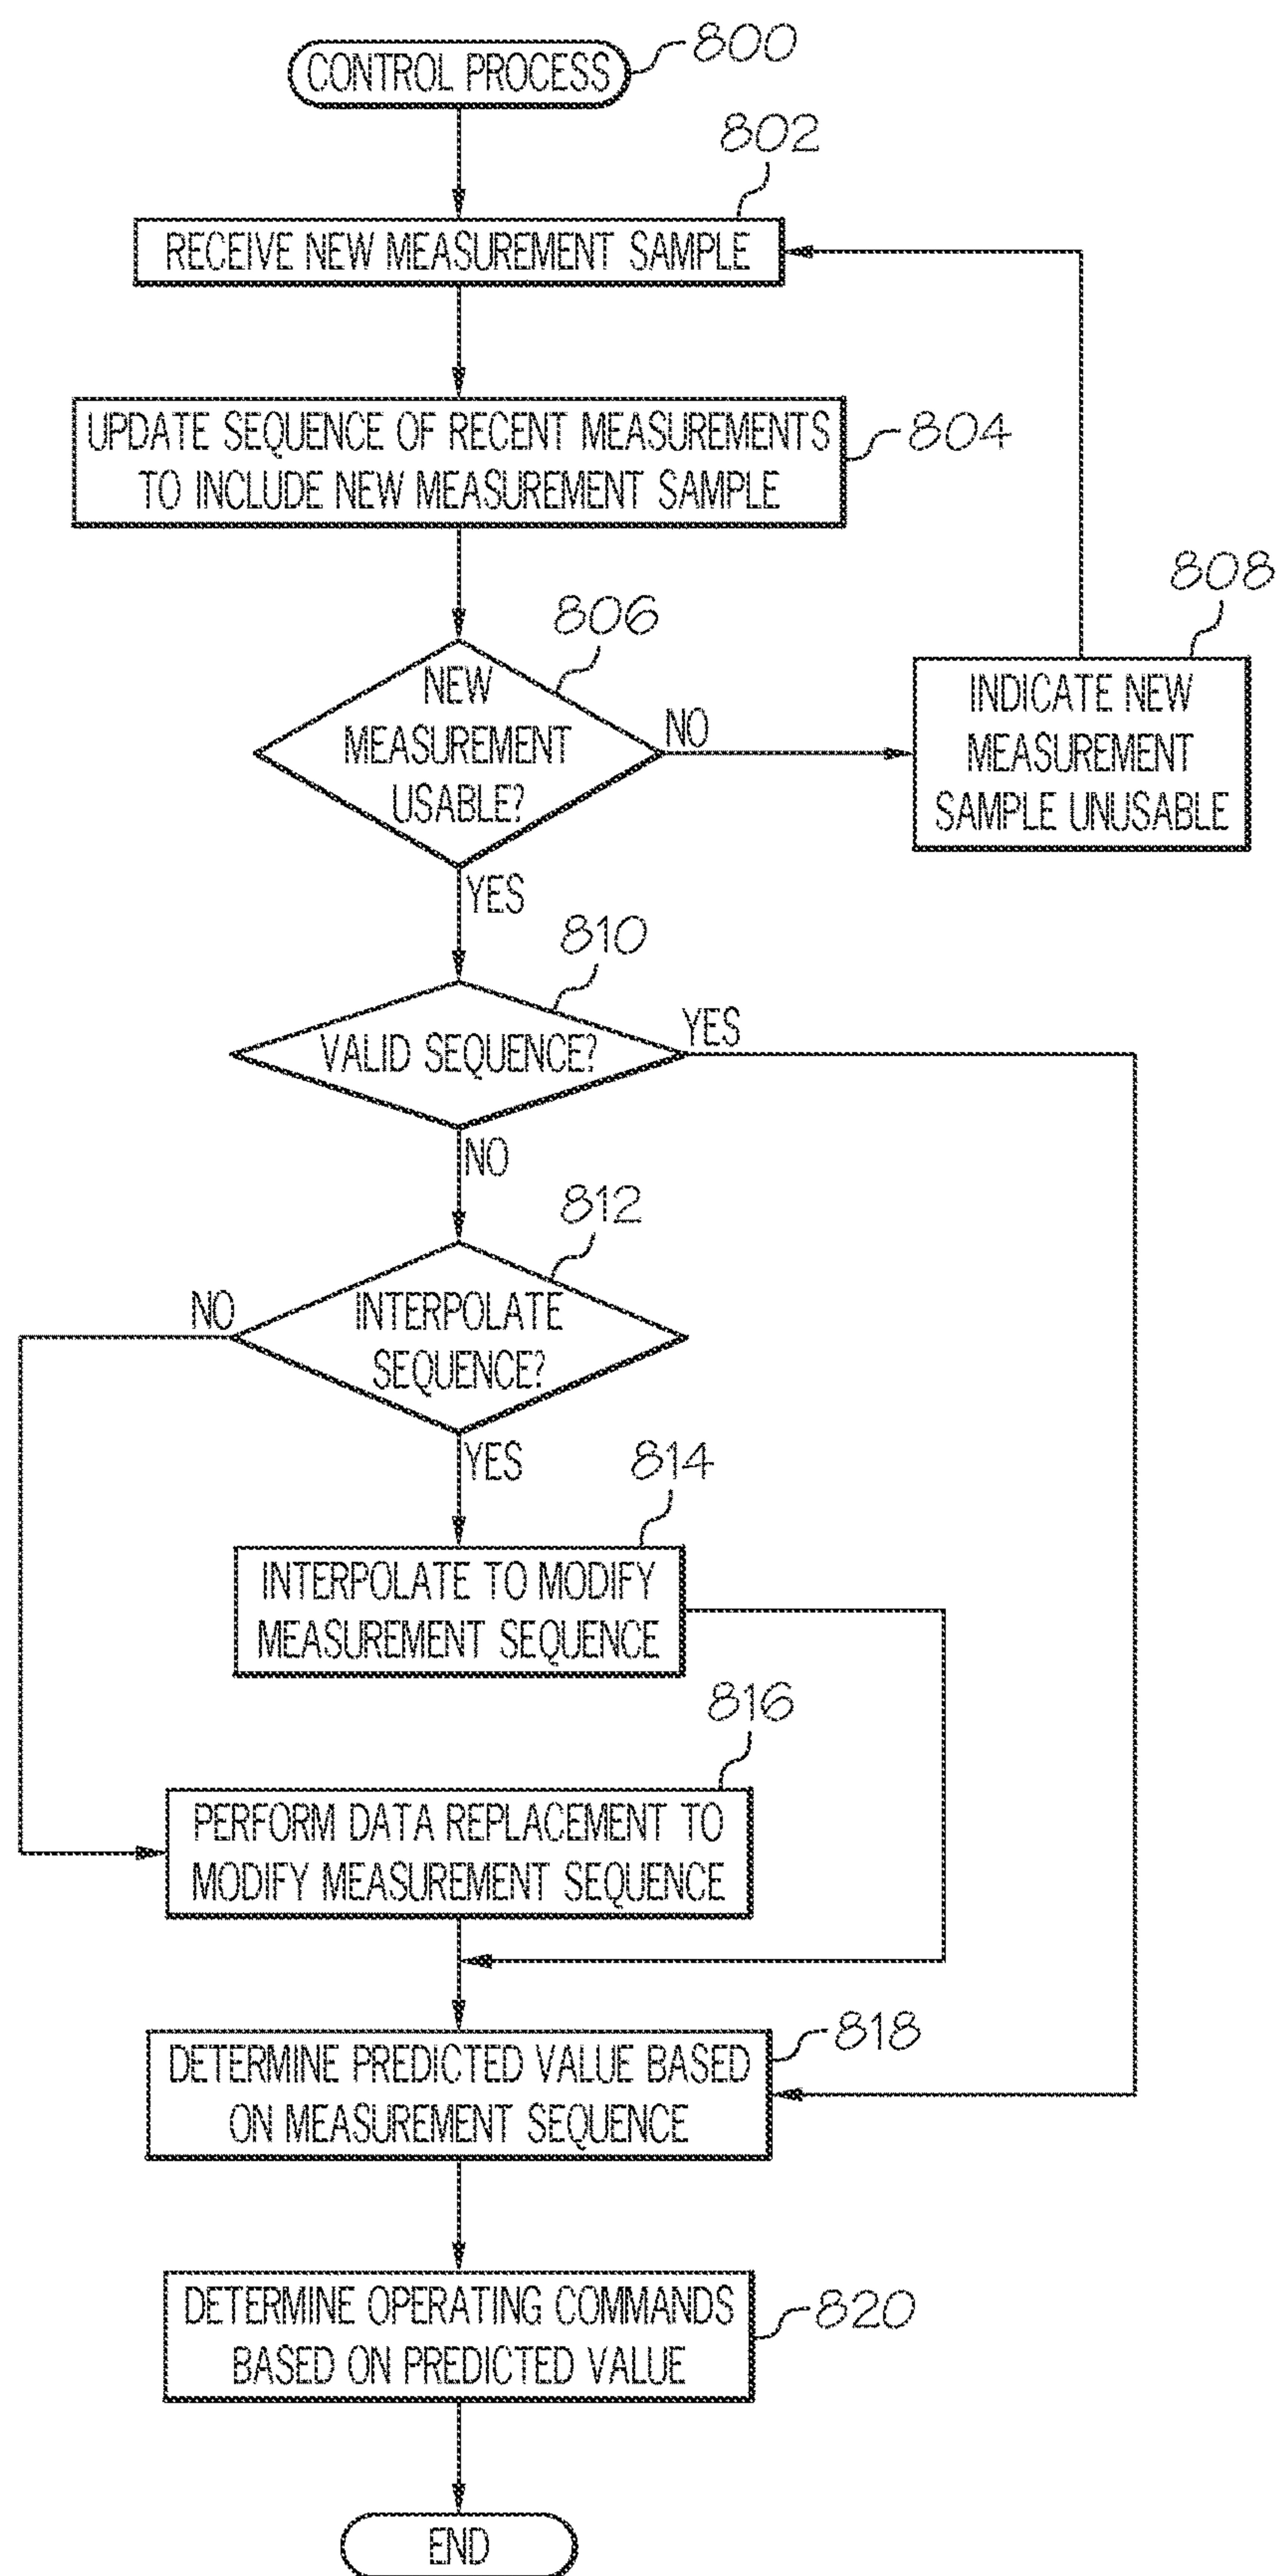 CONTROL PROCESS
800
802
RECEIVE NEW MEASUREMENT SAMPLE
UPDATE SEQUENCE OF RECENT MEASUREMENTS
TO INCLUDE NEW MEASUREMENT SAMPLE
804
806
808
NEW
MEASUREMENT
USABLE?
NO
INDICATE NEW
MEASUREMENT
SAMPLE UNUSABLE
YES
810
VALID SEQUENCE?
YES
NO
812
NO
INTERPOLATE
SEQUENCE?
YES
814
INTERPOLATE TO MODIFY
MEASUREMENT SEQUENCE
816
PERFORM DATA REPLACEMENT TO
MODIFY MEASUREMENT SEQUENCE
818
DETERMINE PREDICTED VALUE BASED
ON MEASUREMENT SEQUENCE
DETERMINE OPERATING COMMANDS
BASED ON PREDICTED VALUE
820
END